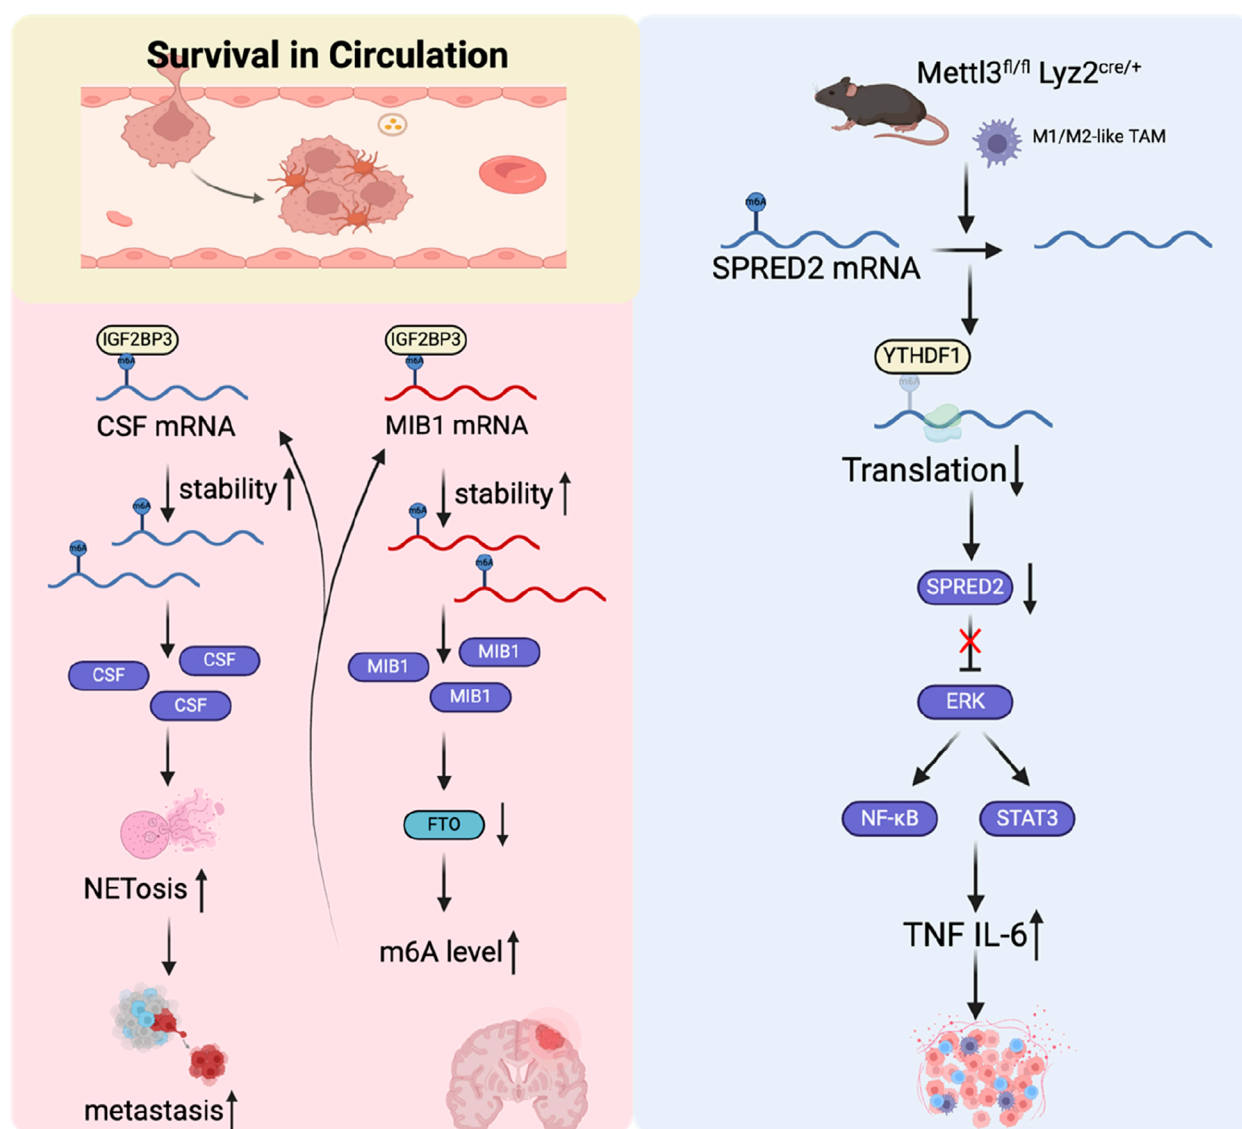 Survival in Circulation
IGF2BP3
m6A
CSF mRNA
stability
m6A
m6A
CSF
CSF
CSF
NETosis
metastasis
IGF2BP3
m6A
MIB1 mRNA
stability
m6A
m6A
MIB1
MIB1
MIB1
FTO
m6A level
Mettl3fl/fl Lyz2cre/+
M1/M2-like TAM
m6A
SPRED2 mRNA
YTHDF1
m6A
Translation
SPRED2
ERK
NF-κB
STAT3
TNF IL-6